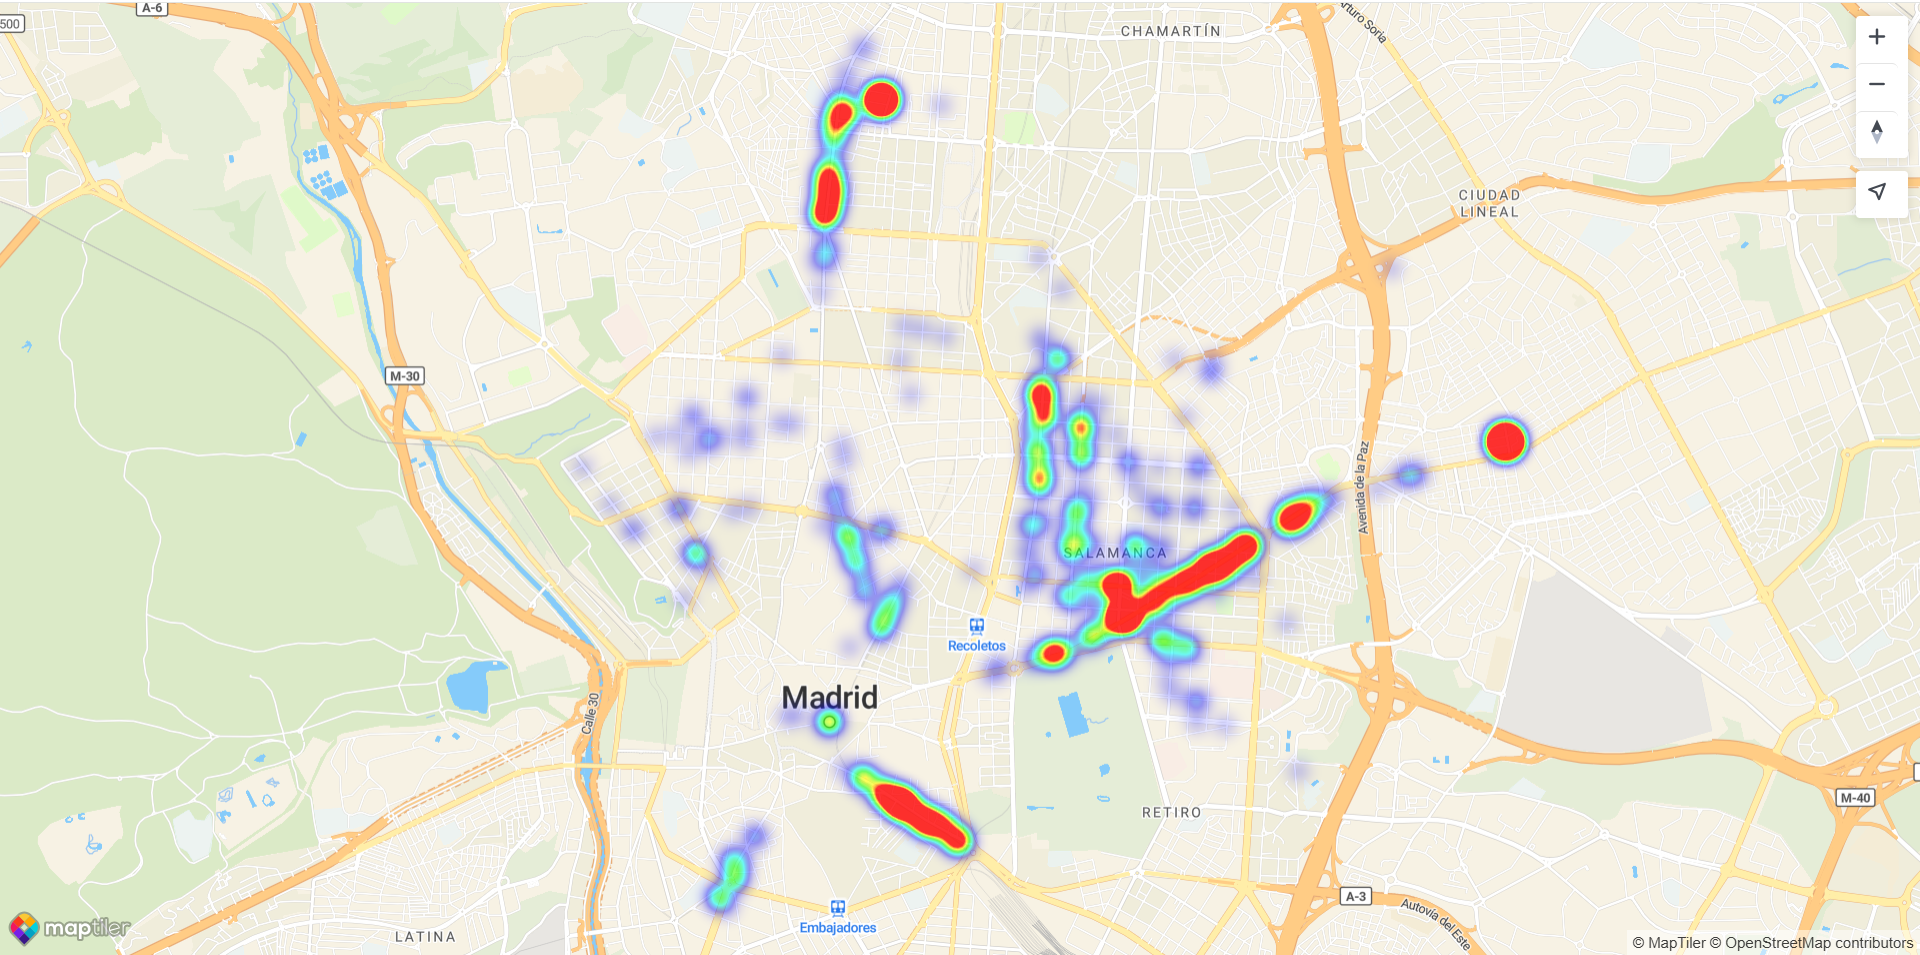 A-6
500
CHAMARTÍN
Arturo Soria
CIUDAD
LINEAL
M-30
Avenida de la Paz
SALAMANCA
Recoletos
Madrid
Calle 30
RETIRO
M-40
A-3
Autovía del Este
Embajadores
LATINA
maptiler
© MapTiler © OpenStreetMap contributors